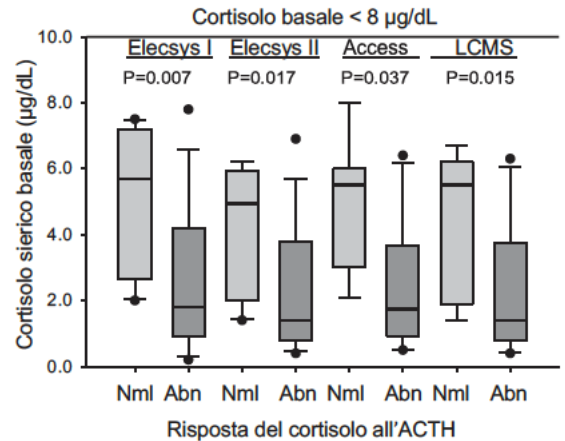 Cortisolo basale < 8 µg/dL
Elecsys I Elecsys II Access LCMS
P=0.007 P=0.017 P=0.037 P=0.015
Cortisolo sierico basale (µg/dL)
10.0
8.0
6.0
4.0
2.0
0.0
Nml Abn Nml Abn Nml Abn Nml Abn
Risposta del cortisolo all'ACTH